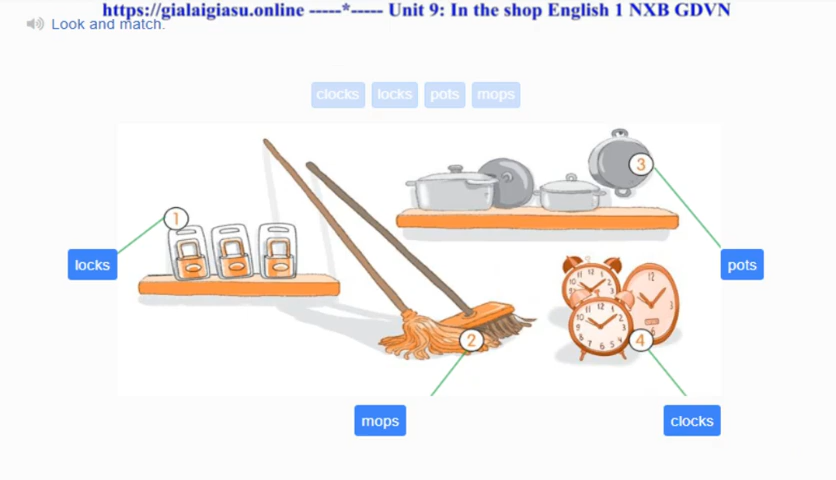 https://gialaigiasu.online -----*----- Unit 9: In the shop English 1 NXB GDVN
Look and match.
clocks locks pots mops
1
2
3
4
locks
pots
mops
clocks